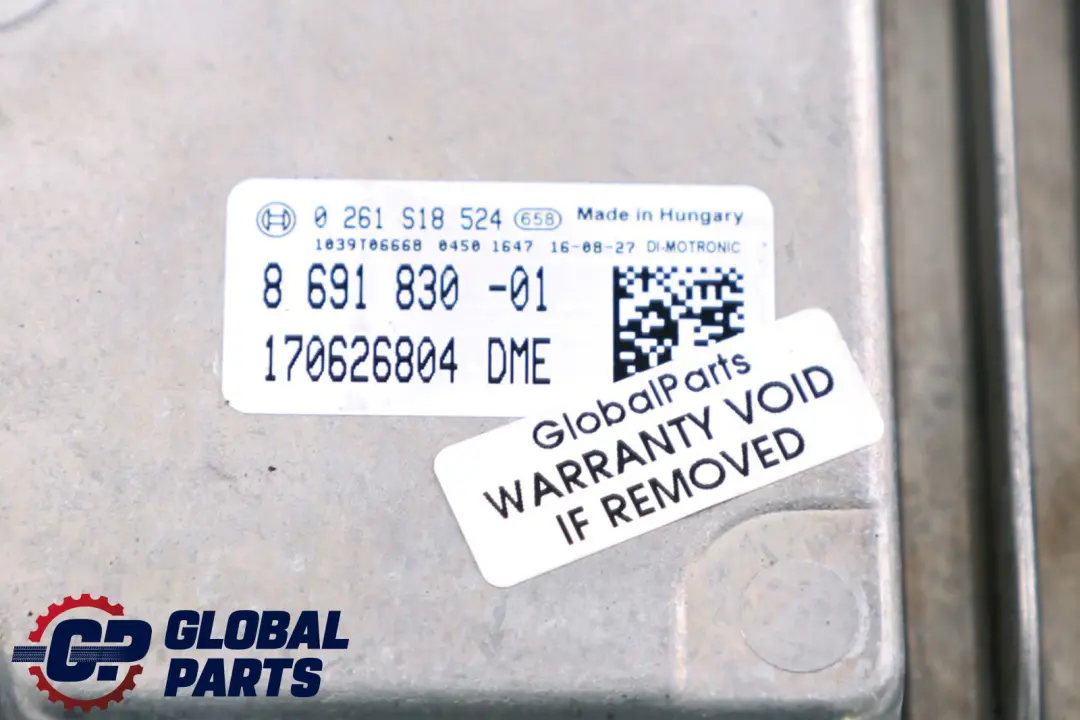 0 261 S18 524 658 Made in Hungary
1039T06668 0450 1647 16-08-27 DI-MOTRONIC
8 691 830 -01
170626804 DME
GlobalParts
WARRANTY VOID
IF REMOVED
GP GLOBAL
PARTS